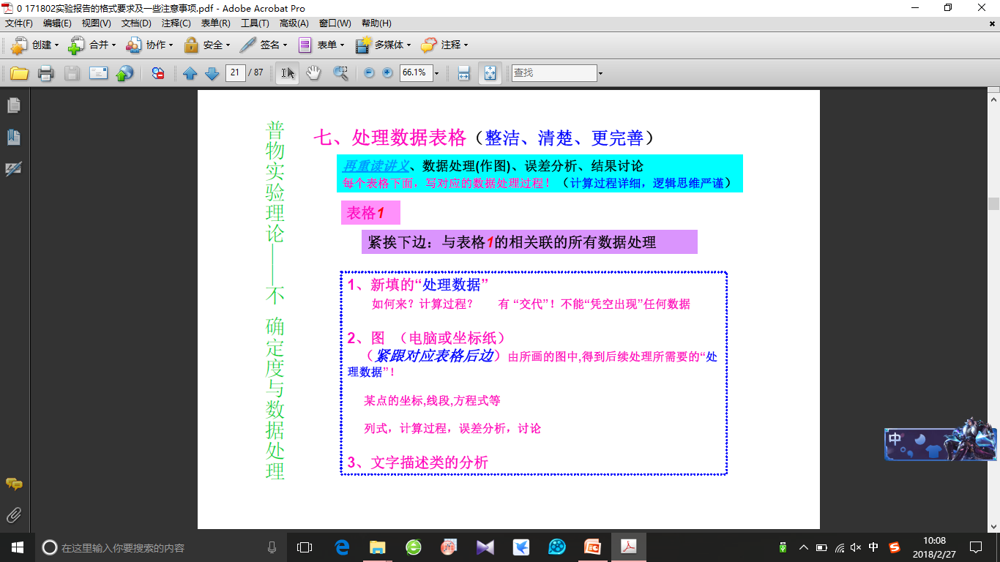 0 171802实验报告的格式要求及一些注意事项.pdf - Adobe Acrobat Pro
文件(F) 编辑(E) 视图(V) 文档(D) 注释(C) 表单(R) 工具(T) 高级(A) 窗口(W) 帮助(H)
创建 合并 协作 安全 签名 表单 多媒体 注释
21 / 87 66.1% 查找
普物实验理论——不 确定度与数据处理
七、处理数据表格（整洁、清楚、更完善）
再重读讲义、数据处理(作图)、误差分析、结果讨论
每个表格下面，写对应的数据处理过程！（计算过程详细，逻辑思维严谨）
表格1
紧挨下边：与表格1的相关联的所有数据处理
1、新填的“处理数据”
如何来？计算过程？ 有 “交代”！不能“凭空出现”任何数据
2、图 （电脑或坐标纸）
（紧跟对应表格后边）由所画的图中,得到后续处理所需要的“处
理数据”！
某点的坐标,线段,方程式等
列式，计算过程，误差分析，讨论
3、文字描述类的分析
中
在这里输入你要搜索的内容
中
10:08
2018/2/27